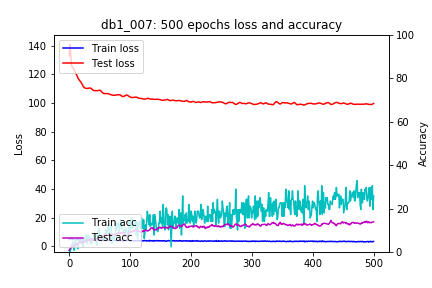 db1_007: 500 epochs loss and accuracy
Train loss
Test loss
Train acc
Test acc
Loss
Accuracy
140
120
100
80
60
40
20
0
100
80
60
40
20
0
0
100
200
300
400
500